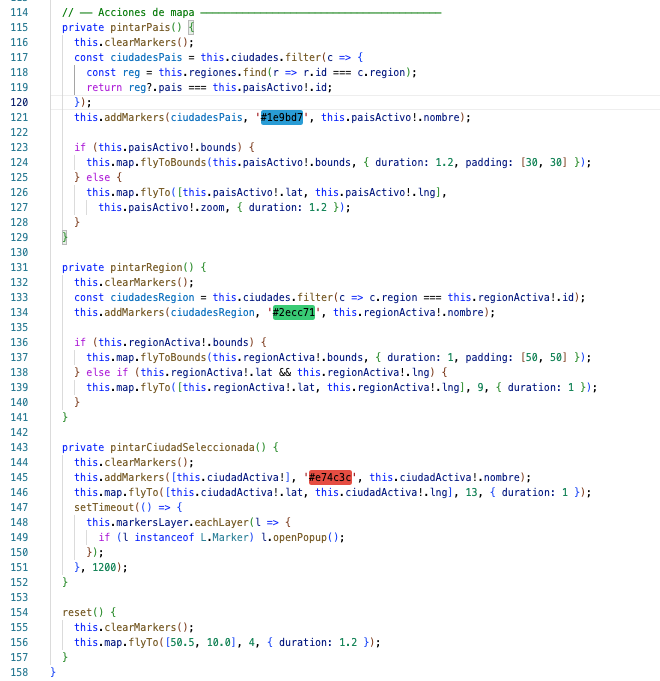 114 // —— Acciones de mapa ————————————————————————————————————————
115 private pintarPais() {
116 this.clearMarkers();
117 const ciudadesPais = this.ciudades.filter(c => {
118 const reg = this.regiones.find(r => r.id === c.region);
119 return reg?.pais === this.paisActivo!.id;
120 });
121 this.addMarkers(ciudadesPais, '#1e9bd7', this.paisActivo!.nombre);
122
123 if (this.paisActivo!.bounds) {
124 this.map.flyToBounds(this.paisActivo!.bounds, { duration: 1.2, padding: [30, 30] });
125 } else {
126 this.map.flyTo([this.paisActivo!.lat, this.paisActivo!.lng],
127 this.paisActivo!.zoom, { duration: 1.2 });
128 }
129 }
130
131 private pintarRegion() {
132 this.clearMarkers();
133 const ciudadesRegion = this.ciudades.filter(c => c.region === this.regionActiva!.id);
134 this.addMarkers(ciudadesRegion, '#2ecc71', this.regionActiva!.nombre);
135
136 if (this.regionActiva!.bounds) {
137 this.map.flyToBounds(this.regionActiva!.bounds, { duration: 1, padding: [50, 50] });
138 } else if (this.regionActiva!.lat && this.regionActiva!.lng) {
139 this.map.flyTo([this.regionActiva!.lat, this.regionActiva!.lng], 9, { duration: 1 });
140 }
141 }
142
143 private pintarCiudadSeleccionada() {
144 this.clearMarkers();
145 this.addMarkers([this.ciudadActiva!], '#e74c3c', this.ciudadActiva!.nombre);
146 this.map.flyTo([this.ciudadActiva!.lat, this.ciudadActiva!.lng], 13, { duration: 1 });
147 setTimeout(() => {
148 this.markersLayer.eachLayer(l => {
149 if (l instanceof L.Marker) l.openPopup();
150 });
151 }, 1200);
152 }
153
154 reset() {
155 this.clearMarkers();
156 this.map.flyTo([50.5, 10.0], 4, { duration: 1.2 });
157 }
158 }